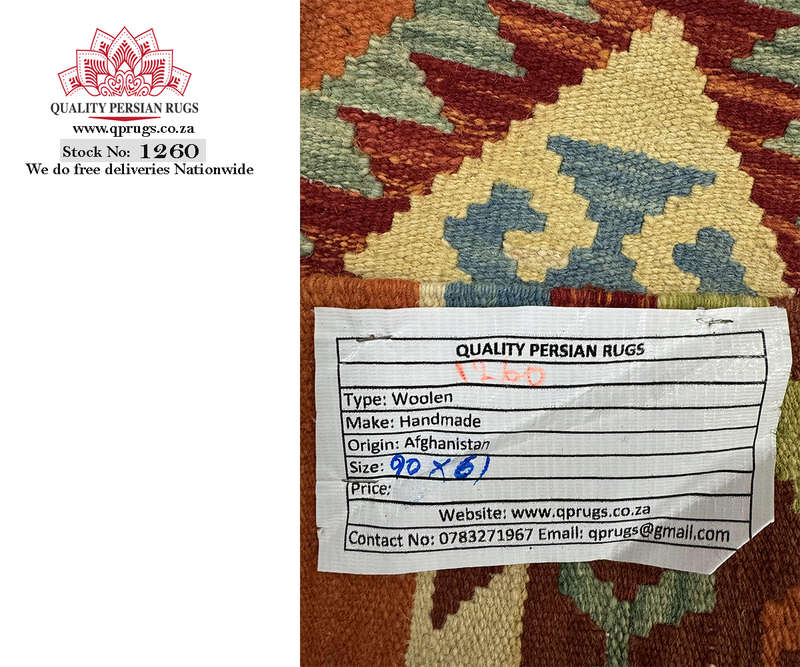 QUALITY PERSIAN RUGS
www.qprugs.co.za
Stock No: 1260
We do free deliveries Nationwide
QUALITY PERSIAN RUGS
1260
Type: Woolen
Make: Handmade
Origin: Afghanistan
Size: 90 x 61
Price:
Website: www.qprugs.co.za
Contact No: 0783271967 Email: qprugs@gmail.com